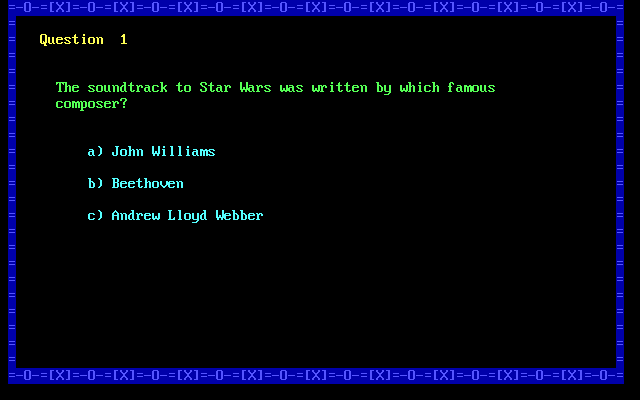 =-O-=[X]=-O-=[X]=-O-=[X]=-O-=[X]=-O-=[X]=-O-=[X]=-O-=[X]=-O-=[X]=-O-=[X]=-O-=
Question  1
The soundtrack to Star Wars was written by which famous
composer?
a) John Williams
b) Beethoven
c) Andrew Lloyd Webber
=-O-=[X]=-O-=[X]=-O-=[X]=-O-=[X]=-O-=[X]=-O-=[X]=-O-=[X]=-O-=[X]=-O-=[X]=-O-=